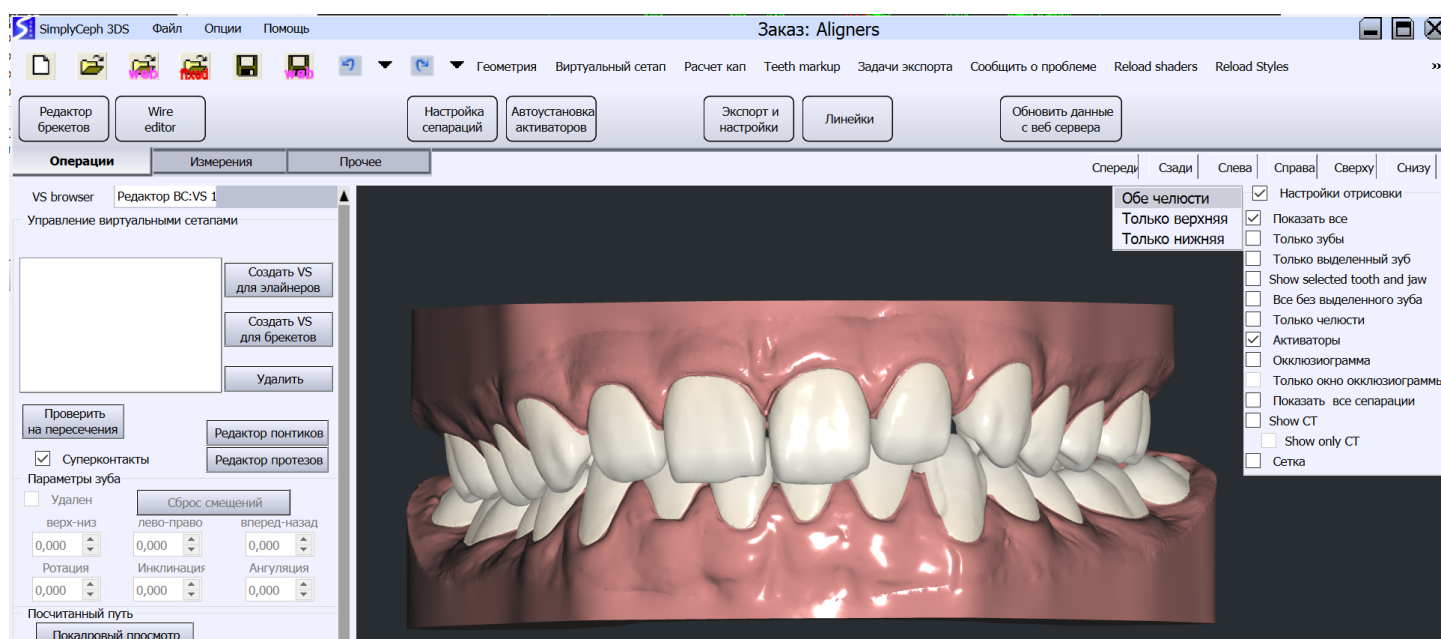 SimplyCeph 3DS Файл Опции Помощь Заказ: Aligners
web fixed web Геометрия Виртуальный сетап Расчет кап Teeth markup Задачи экспорта Сообщить о проблеме Reload shaders Reload Styles »
Редактор
брекетов
Wire
editor
Настройка
сепараций
Автоустановка
активаторов
Экспорт и
настройки
Линейки
Обновить данные
с веб сервера
Операции Измерения Прочее
Спереди Сзади Слева Справа Сверху Снизу
VS browser Редактор ВС:VS 1
Управление виртуальными сетапами
Создать VS
для элайнеров
Создать VS
для брекетов
Удалить
Проверить
на пересечения
Редактор понтиков
Суперконтакты
Редактор протезов
Параметры зуба
Удален Сброс смещений
верх-низ лево-право вперед-назад
0,000 0,000 0,000
Ротация Инклинация Ангуляция
0,000 0,000 0,000
Посчитанный путь
Покадровый просмотр
Обе челюсти
Только верхняя
Только нижняя
Настройки отрисовки
Показать все
Только зубы
Только выделенный зуб
Show selected tooth and jaw
Все без выделенного зуба
Только челюсти
Активаторы
Окклюзиограмма
Только окно окклюзиограммы
Показать все сепарации
Show CT
Show only CT
Сетка